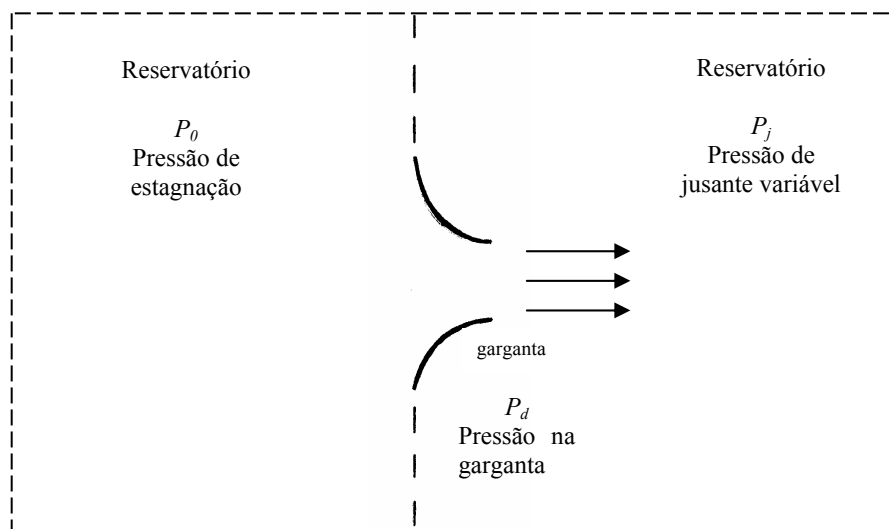 Reservatório
P0
Pressão de
estagnação
Reservatório
Pj
Pressão de
jusante variável
garganta
Pd
Pressão na
garganta